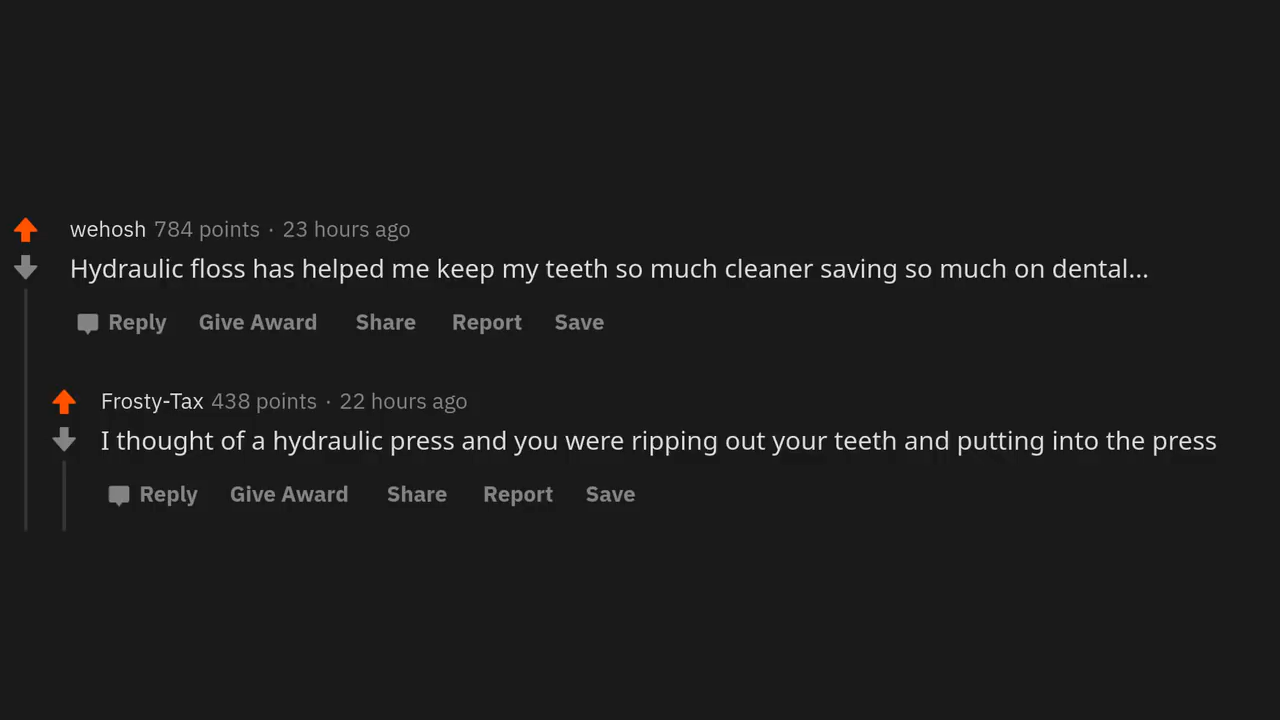 wehosh 784 points · 23 hours ago
Hydraulic floss has helped me keep my teeth so much cleaner saving so much on dental...
Reply Give Award Share Report Save
Frosty-Tax 438 points · 22 hours ago
I thought of a hydraulic press and you were ripping out your teeth and putting into the press
Reply Give Award Share Report Save